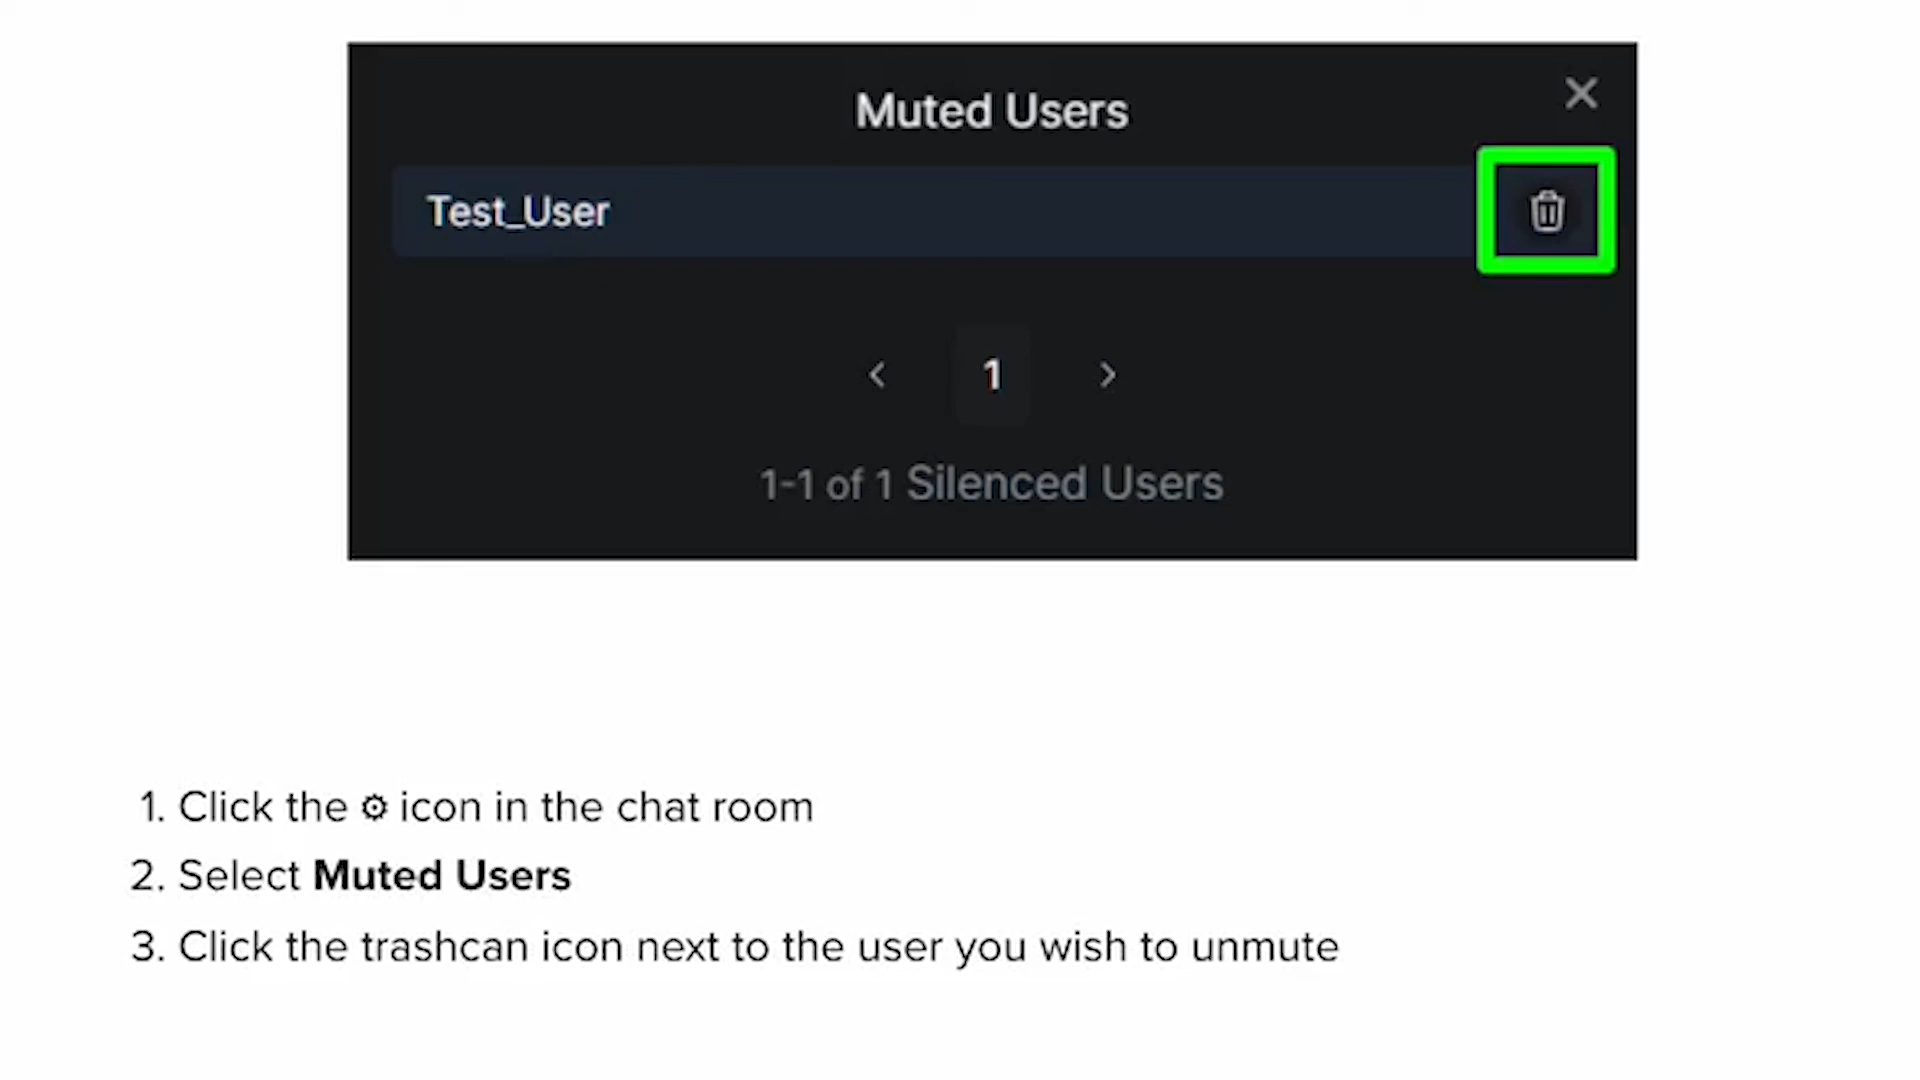 Muted Users
Test_User
1
1-1 of 1 Silenced Users
1. Click the ⚙ icon in the chat room
2. Select Muted Users
3. Click the trashcan icon next to the user you wish to unmute